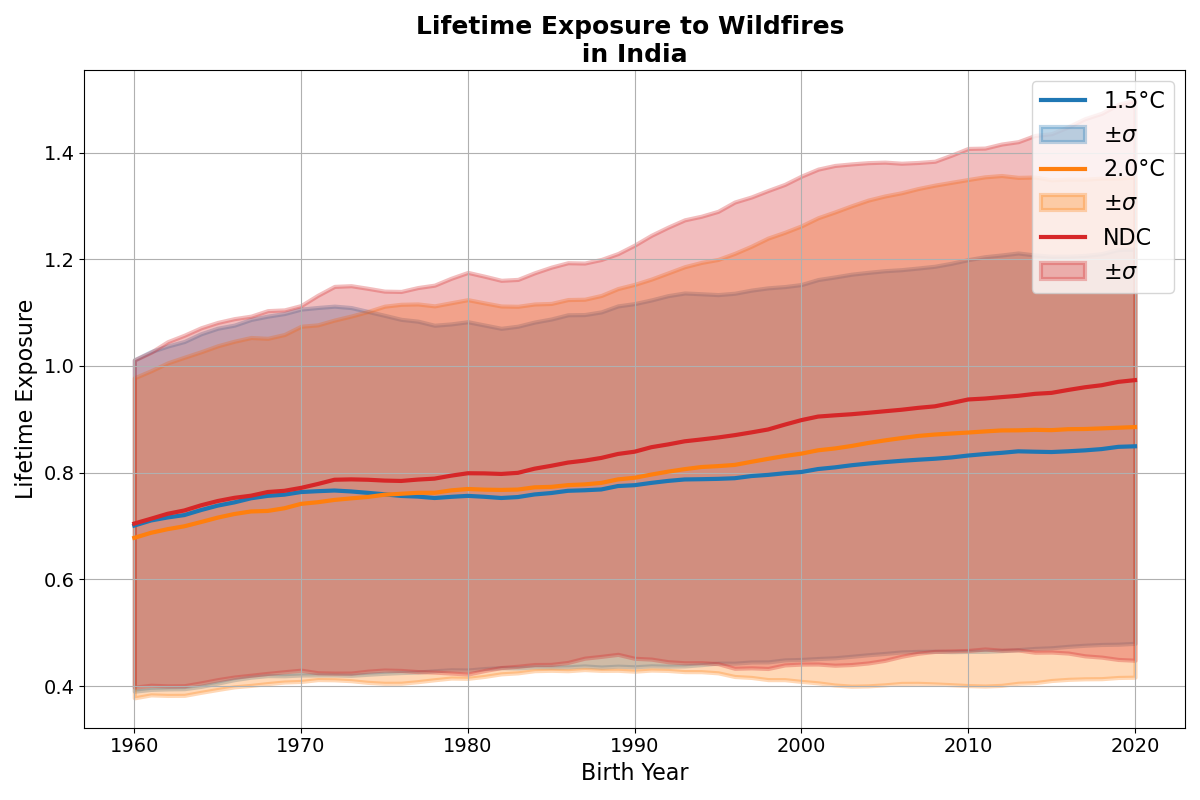 Lifetime Exposure to Wildfires
in India
1.5°C
±σ
2.0°C
±σ
NDC
±σ
Lifetime Exposure
1.4
1.2
1.0
0.8
0.6
0.4
1960 1970 1980 1990 2000 2010 2020
Birth Year